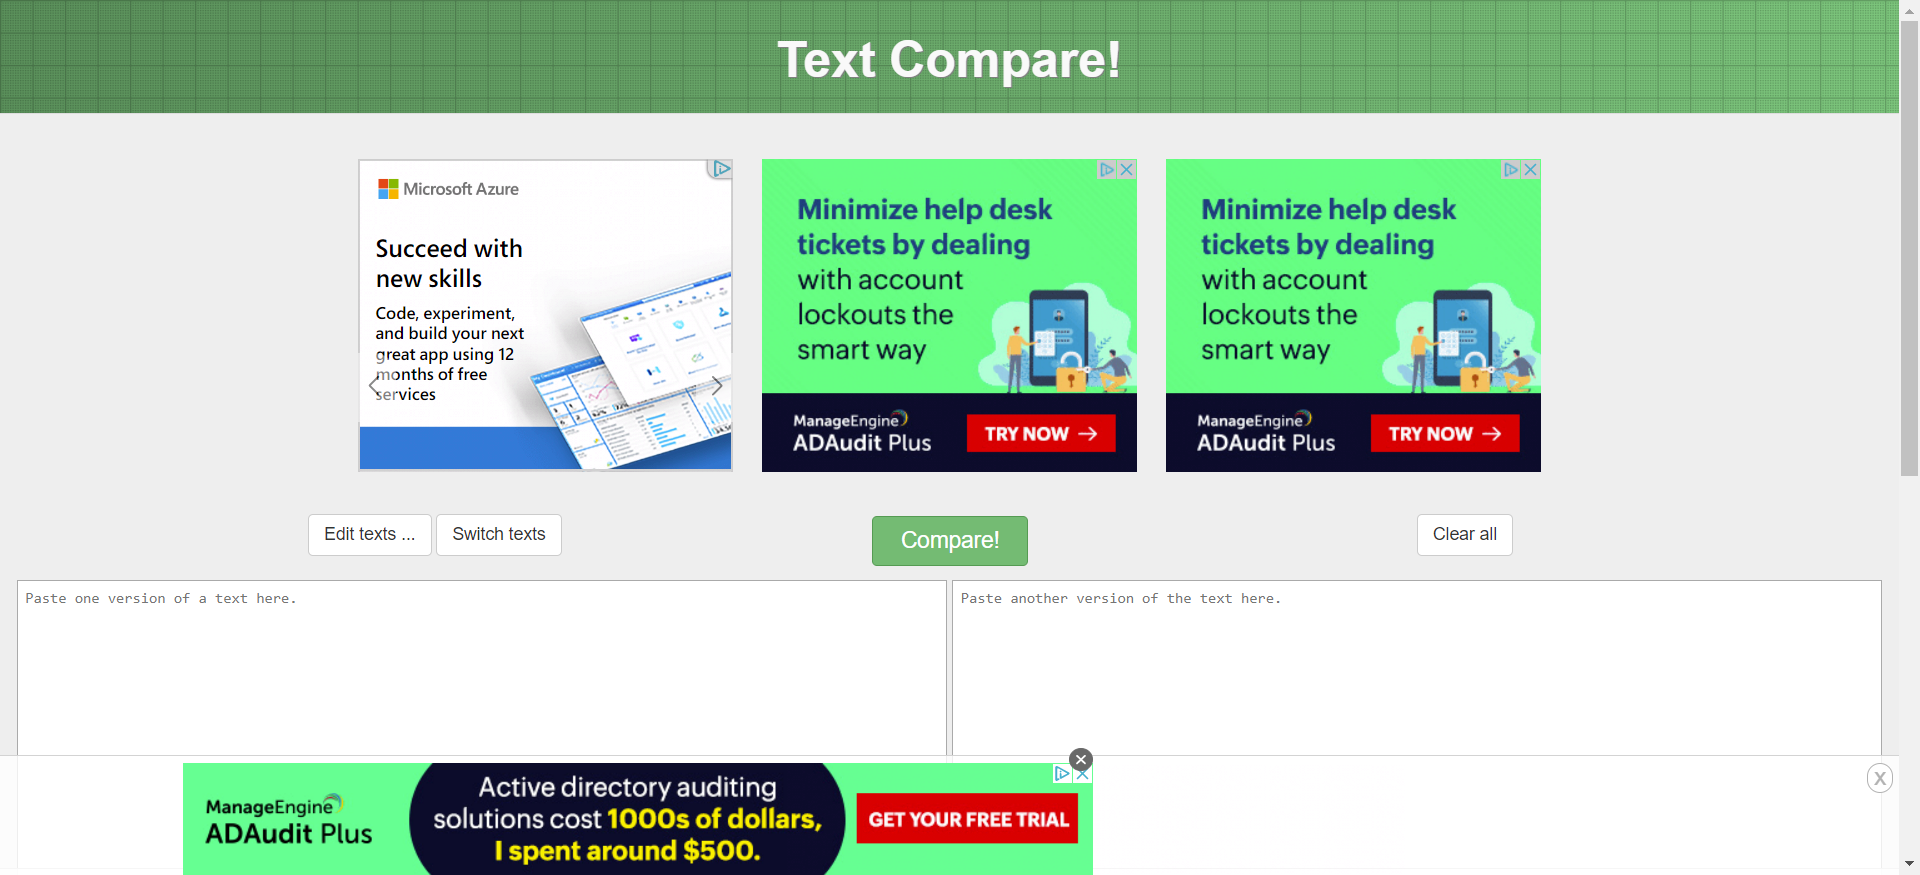 Text Compare!
Microsoft Azure
Succeed with
new skills
Code, experiment,
and build your next
great app using 12
months of free
services
Minimize help desk
tickets by dealing
with account
lockouts the
smart way
ManageEngine
ADAudit Plus
TRY NOW →
Minimize help desk
tickets by dealing
with account
lockouts the
smart way
ManageEngine
ADAudit Plus
TRY NOW →
Edit texts ...
Switch texts
Compare!
Clear all
Paste one version of a text here.
Paste another version of the text here.
ManageEngine
ADAudit Plus
Active directory auditing
solutions cost 1000s of dollars,
I spent around $500.
GET YOUR FREE TRIAL
X